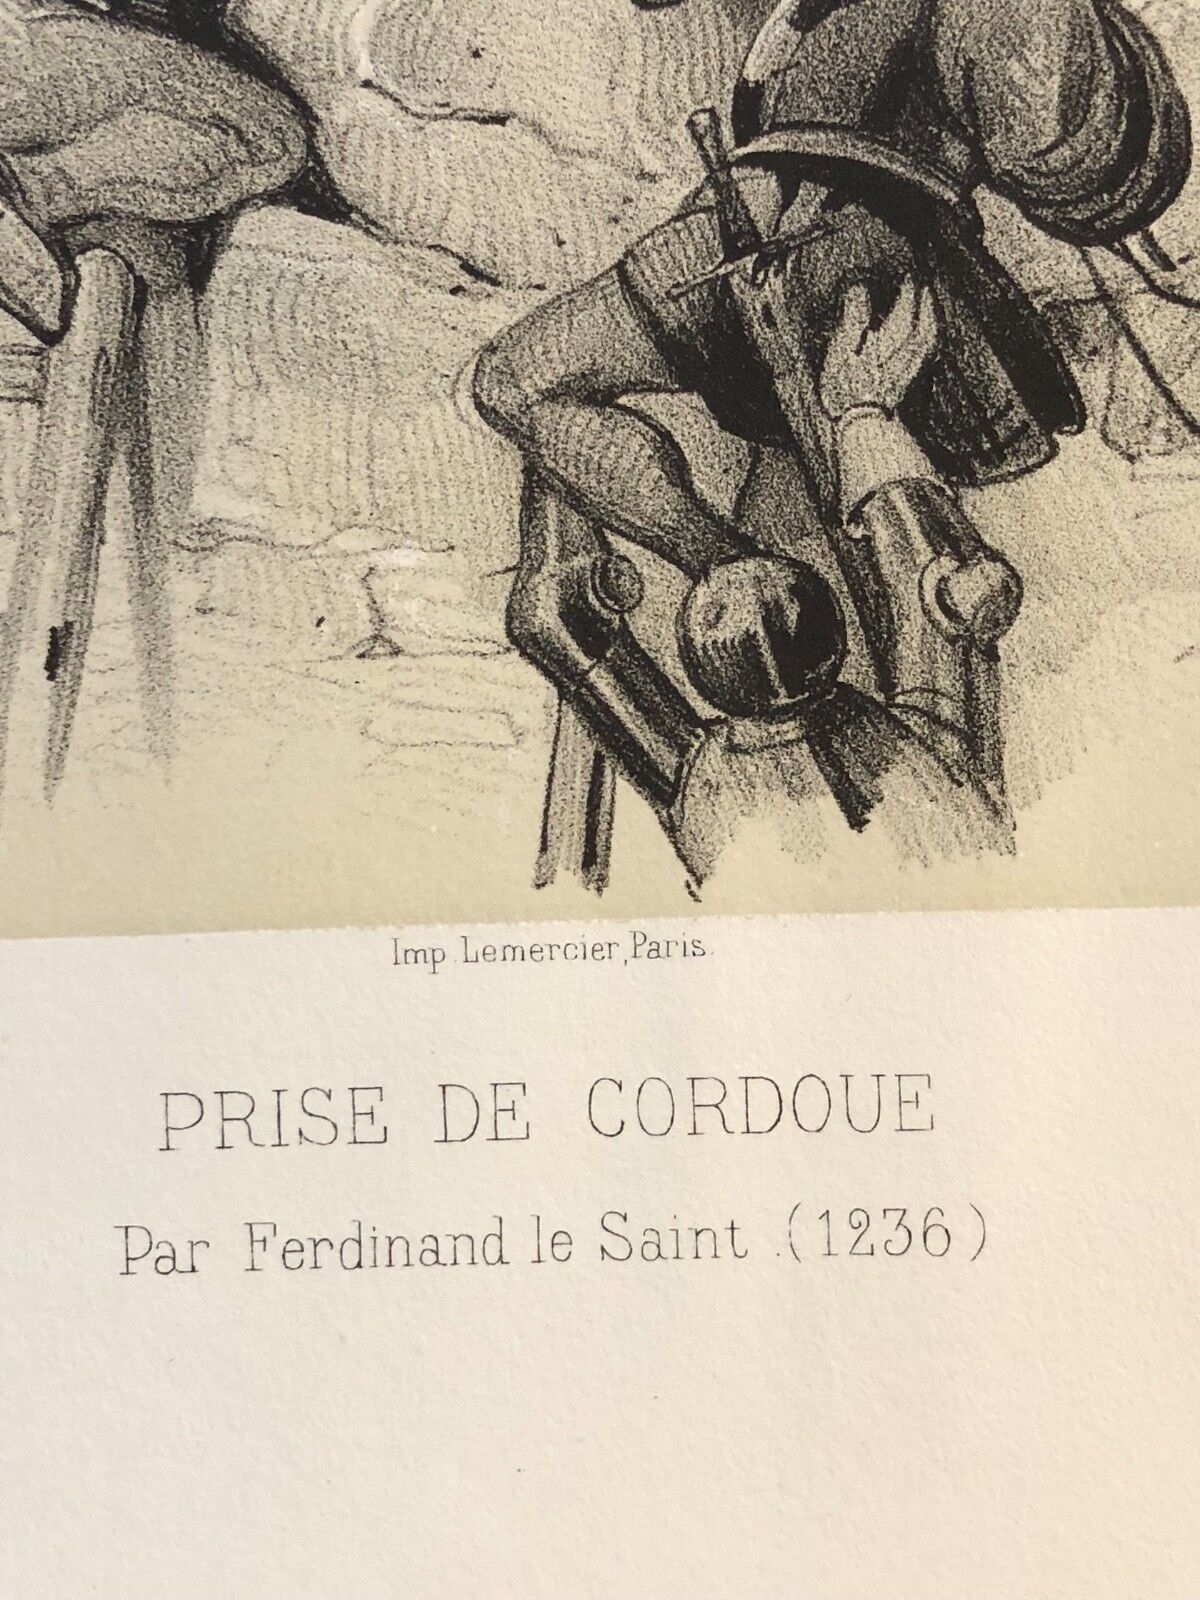 Imp. Lemercier, Paris.
PRISE DE CORDOUE
Par Ferdinand le Saint. (1236)